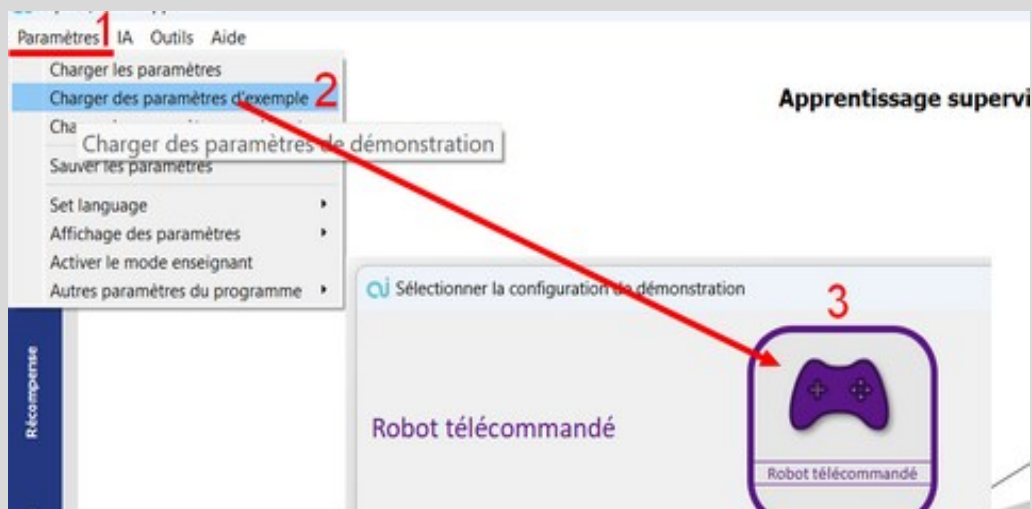 1
Paramètres IA Outils Aide
Charger les paramètres
Charger des paramètres d'exemple 2
Apprentissage supervi
Charger des paramètres de démonstration
Sauver les paramètres
Set language
Affichage des paramètres
Activer le mode enseignant
Autres paramètres du programme
Sélectionner la configuration de démonstration
3
Récompense
Robot télécommandé
Robot télécommandé